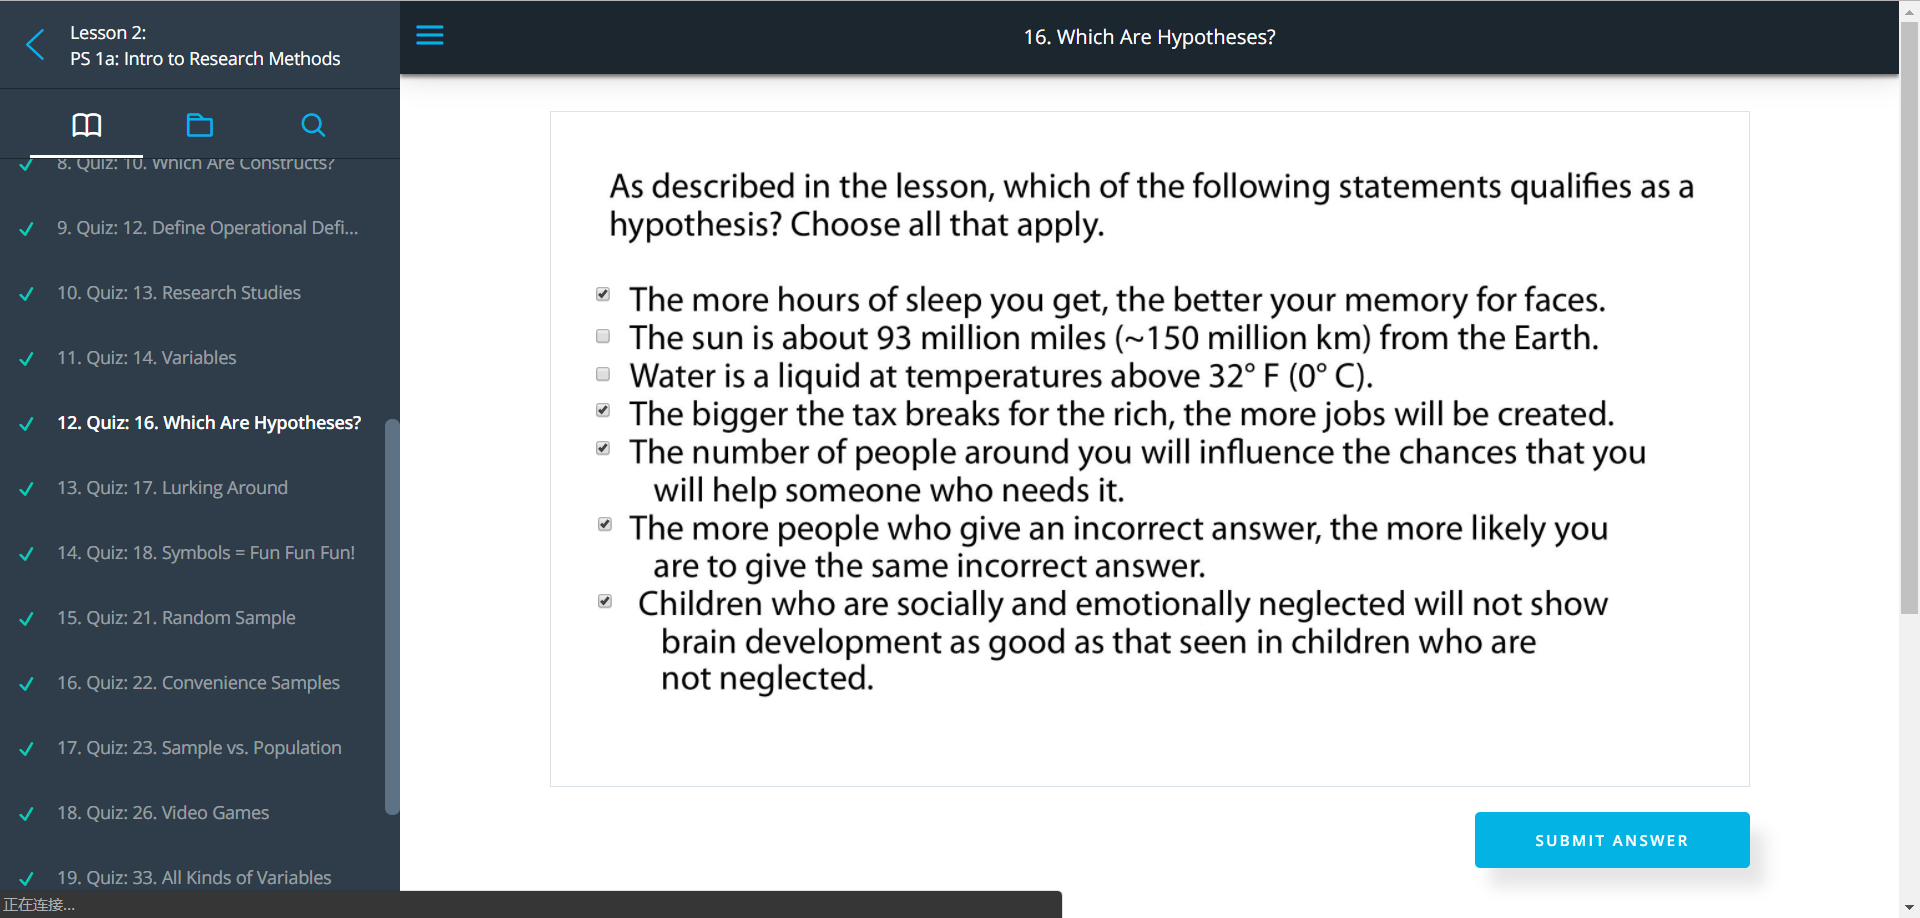 Lesson 2:
PS 1a: Intro to Research Methods
8. Quiz: 10. Which Are Constructs?
9. Quiz: 12. Define Operational Defi...
10. Quiz: 13. Research Studies
11. Quiz: 14. Variables
12. Quiz: 16. Which Are Hypotheses?
13. Quiz: 17. Lurking Around
14. Quiz: 18. Symbols = Fun Fun Fun!
15. Quiz: 21. Random Sample
16. Quiz: 22. Convenience Samples
17. Quiz: 23. Sample vs. Population
18. Quiz: 26. Video Games
19. Quiz: 33. All Kinds of Variables
正在连接...
16. Which Are Hypotheses?
As described in the lesson, which of the following statements qualifies as a
hypothesis? Choose all that apply.
The more hours of sleep you get, the better your memory for faces.
The sun is about 93 million miles (~150 million km) from the Earth.
Water is a liquid at temperatures above 32° F (0° C).
The bigger the tax breaks for the rich, the more jobs will be created.
The number of people around you will influence the chances that you
will help someone who needs it.
The more people who give an incorrect answer, the more likely you
are to give the same incorrect answer.
Children who are socially and emotionally neglected will not show
brain development as good as that seen in children who are
not neglected.
SUBMIT ANSWER